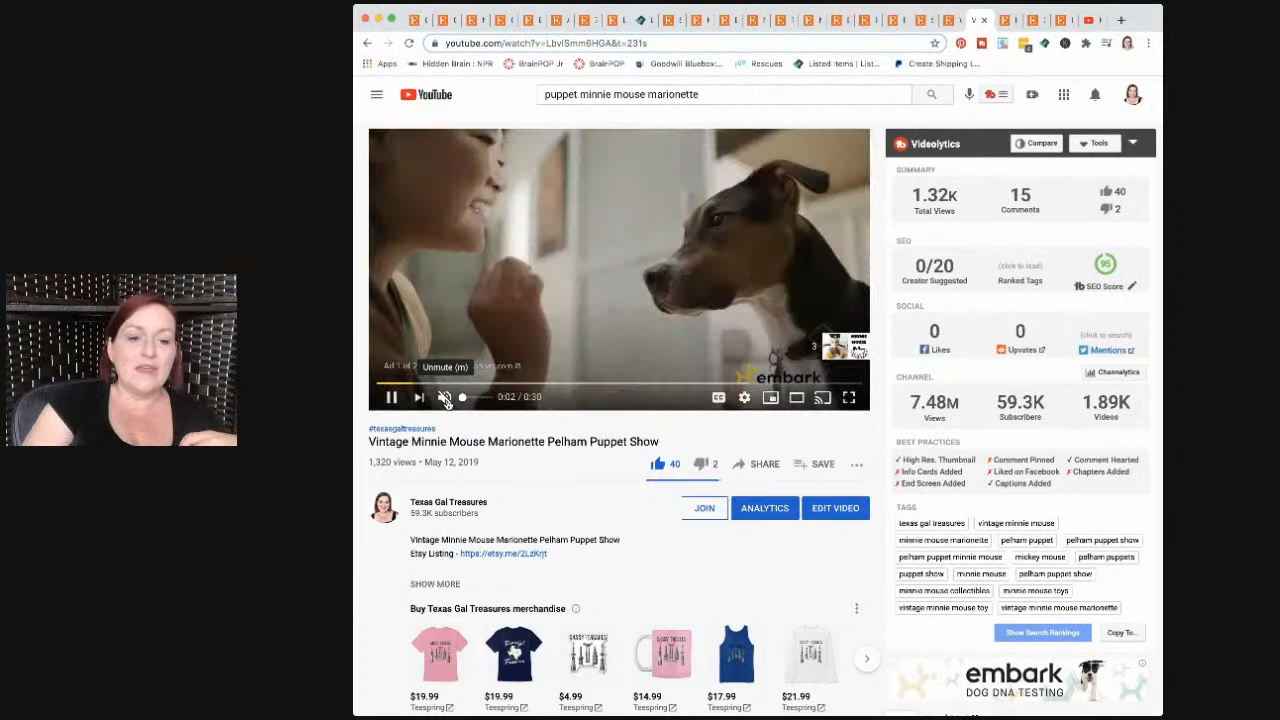 youtube.com/watch?v=LbvlSmm6HGA&t=231s
Apps
Hidden Brain : NPR
BrainPOP Jr
BrainPOP
Goodwill Bluebox:...
Rescues
Listed Items | List...
Create Shipping L...
YouTube
puppet minnie mouse marionette
Unmute (m)
embark
0:02 / 0:30
Videolytics
Compare
Tools
SUMMARY
1.32K
15
40
2
Total Views
Comments
SEO
0/20
(click to load)
95
Creator Suggested
Ranked Tags
SEO Score
SOCIAL
0
0
(click to search)
Likes
Upvotes
Mentions
Channelytics
CHANNEL
7.48M
59.3K
1.89K
Views
Subscribers
Videos
BEST PRACTICES
✓ High Res. Thumbnail
✗ Comment Pinned
✓ Comment Hearted
✗ Info Cards Added
✗ Liked on Facebook
✗ Chapters Added
✗ End Screen Added
✓ Captions Added
TAGS
texas gal treasures
vintage minnie mouse
minnie mouse marionette
pelham puppet
pelham puppet show
pelham puppet minnie mouse
mickey mouse
pelham puppets
puppet show
minnie mouse
pelham puppet show
minnie mouse collectibles
minnie mouse toys
vintage minnie mouse toy
vintage minnie mouse marionette
Show Search Rankings
Copy To...
embark
DOG DNA TESTING
#texasgaltreasures
Vintage Minnie Mouse Marionette Pelham Puppet Show
1,320 views • May 12, 2019
40
2
SHARE
SAVE
Texas Gal Treasures
59.3K subscribers
JOIN
ANALYTICS
EDIT VIDEO
Vintage Minnie Mouse Marionette Pelham Puppet Show
Etsy Listing - https://etsy.me/2LzKrjt
SHOW MORE
Buy Texas Gal Treasures merchandise
$19.99
$19.99
$4.99
$14.99
$17.99
$21.99
Teespring
Teespring
Teespring
Teespring
Teespring
Teespring